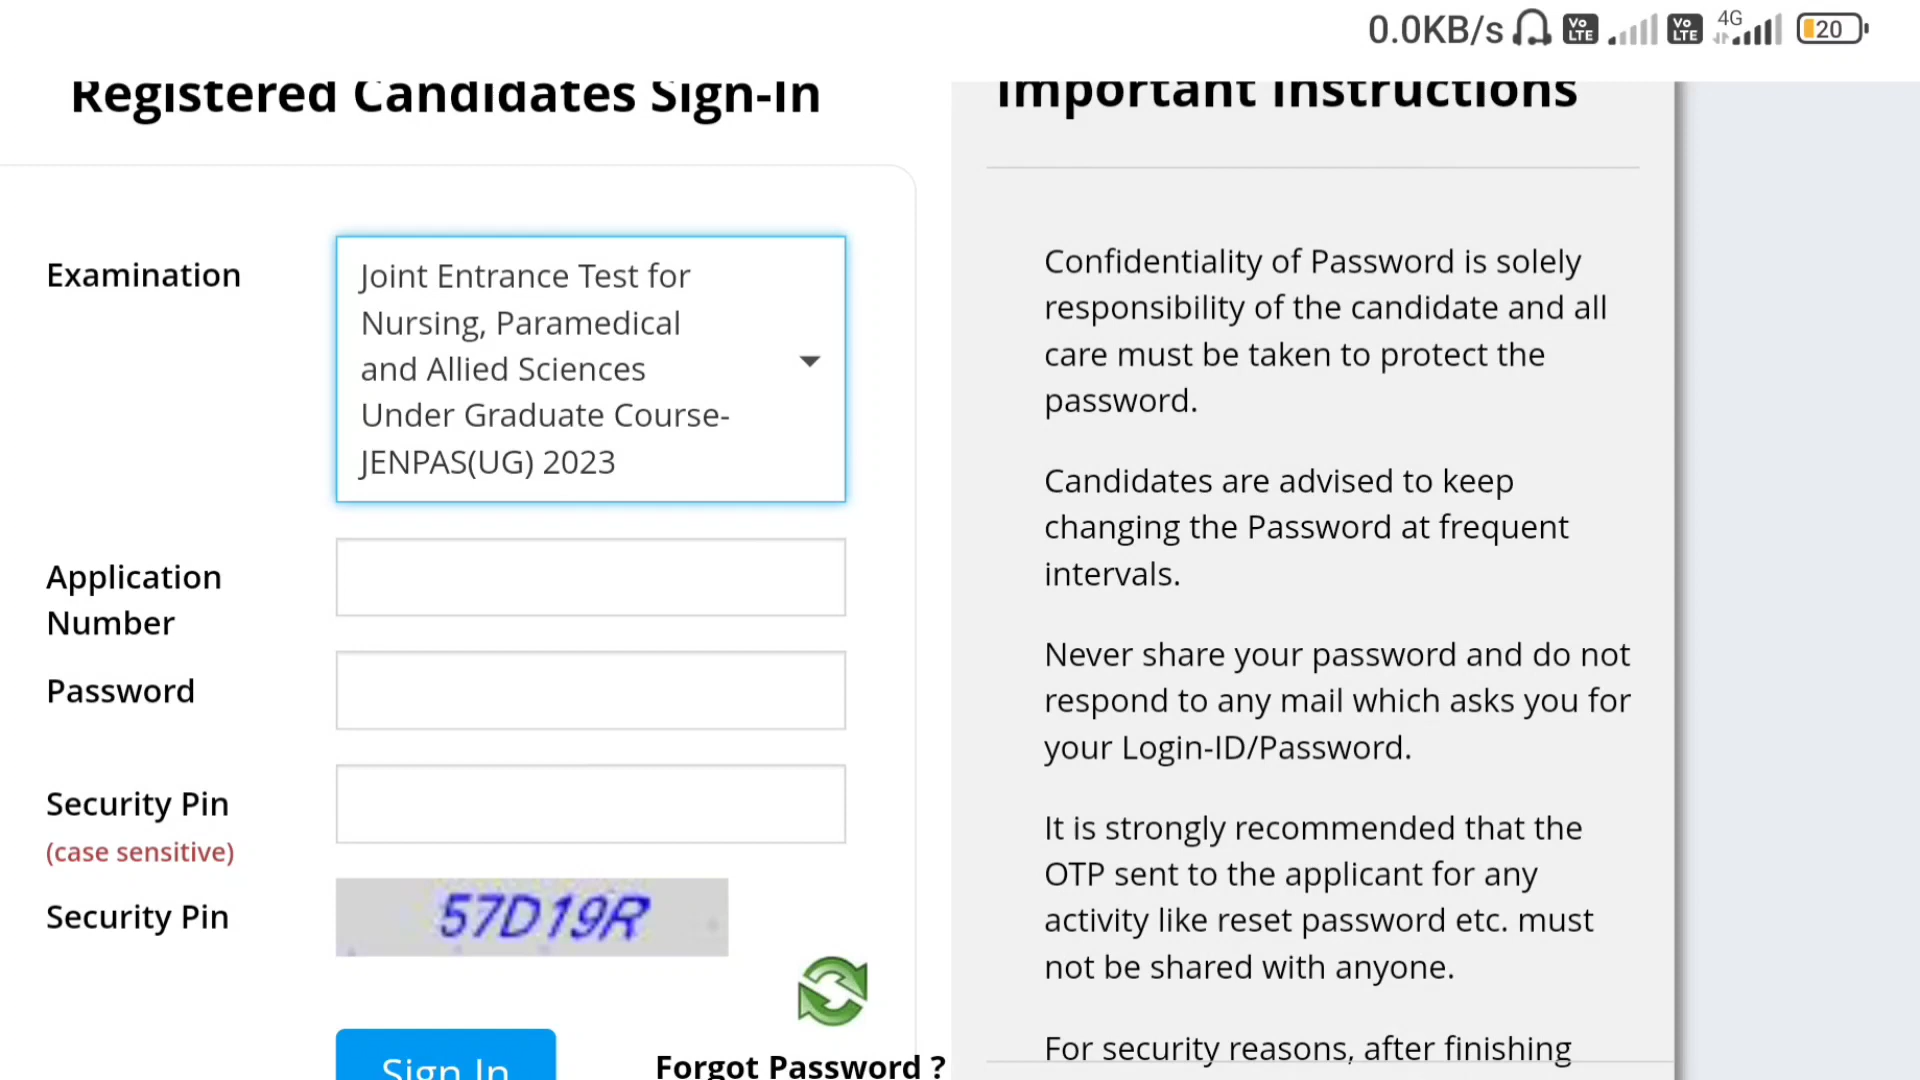 0.0KB/s Vo LTE Vo LTE 4G 20
Registered Candidates Sign-In
Important Instructions
Examination
Joint Entrance Test for
Nursing, Paramedical
and Allied Sciences
Under Graduate Course-
JENPAS(UG) 2023
Application
Number
Password
Security Pin
(case sensitive)
Security Pin
57D19R
Sign In
Forgot Password ?
Confidentiality of Password is solely
responsibility of the candidate and all
care must be taken to protect the
password.
Candidates are advised to keep
changing the Password at frequent
intervals.
Never share your password and do not
respond to any mail which asks you for
your Login-ID/Password.
It is strongly recommended that the
OTP sent to the applicant for any
activity like reset password etc. must
not be shared with anyone.
For security reasons, after finishing